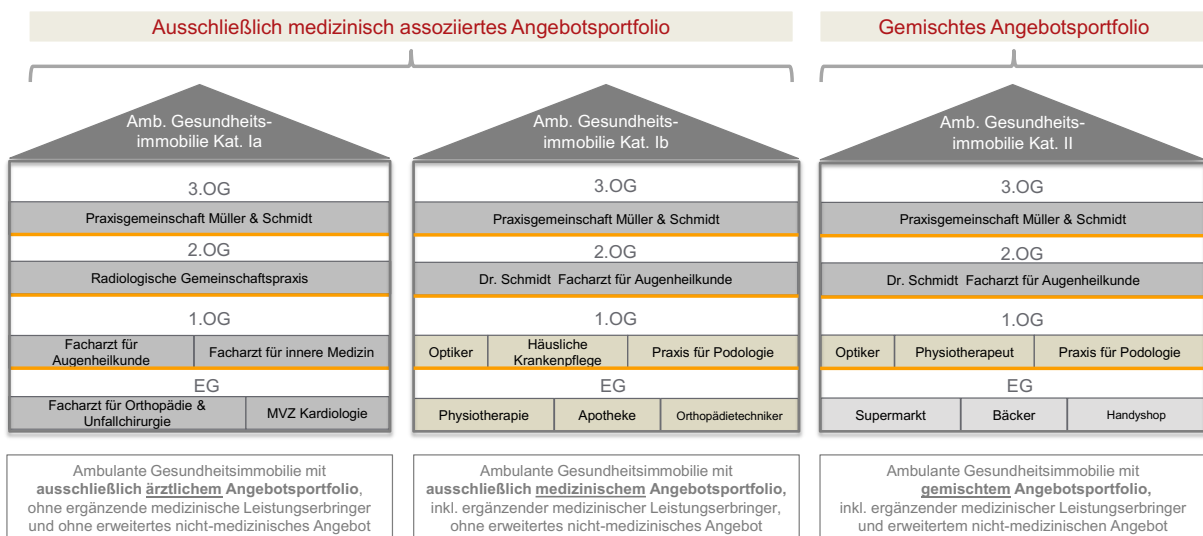 Ausschließlich medizinisch assoziiertes Angebotsportfolio
Gemischtes Angebotsportfolio
Amb. Gesundheits-
immobilie Kat. Ia
3.OG
Praxisgemeinschaft Müller & Schmidt
2.OG
Radiologische Gemeinschaftspraxis
1.OG
Facharzt für
Augenheilkunde
Facharzt für innere Medizin
EG
Facharzt für Orthopädie &
Unfallchirurgie
MVZ Kardiologie
Ambulante Gesundheitsimmobilie mit
ausschließlich ärztlichem Angebotsportfolio,
ohne ergänzende medizinische Leistungserbringer
und ohne erweitertes nicht-medizinisches Angebot
Amb. Gesundheits-
immobilie Kat. Ib
3.OG
Praxisgemeinschaft Müller & Schmidt
2.OG
Dr. Schmidt Facharzt für Augenheilkunde
1.OG
Optiker
Häusliche
Krankenpflege
Praxis für Podologie
EG
Physiotherapie
Apotheke
Orthopädietechniker
Ambulante Gesundheitsimmobilie mit
ausschließlich medizinischem Angebotsportfolio,
inkl. ergänzender medizinischer Leistungserbringer,
ohne erweitertes nicht-medizinisches Angebot
Amb. Gesundheits-
immobilie Kat. II
3.OG
Praxisgemeinschaft Müller & Schmidt
2.OG
Dr. Schmidt Facharzt für Augenheilkunde
1.OG
Optiker
Physiotherapeut
Praxis für Podologie
EG
Supermarkt
Bäcker
Handyshop
Ambulante Gesundheitsimmobilie mit
gemischtem Angebotsportfolio,
inkl. ergänzender medizinischer Leistungserbringer
und erweitertem nicht-medizinischen Angebot